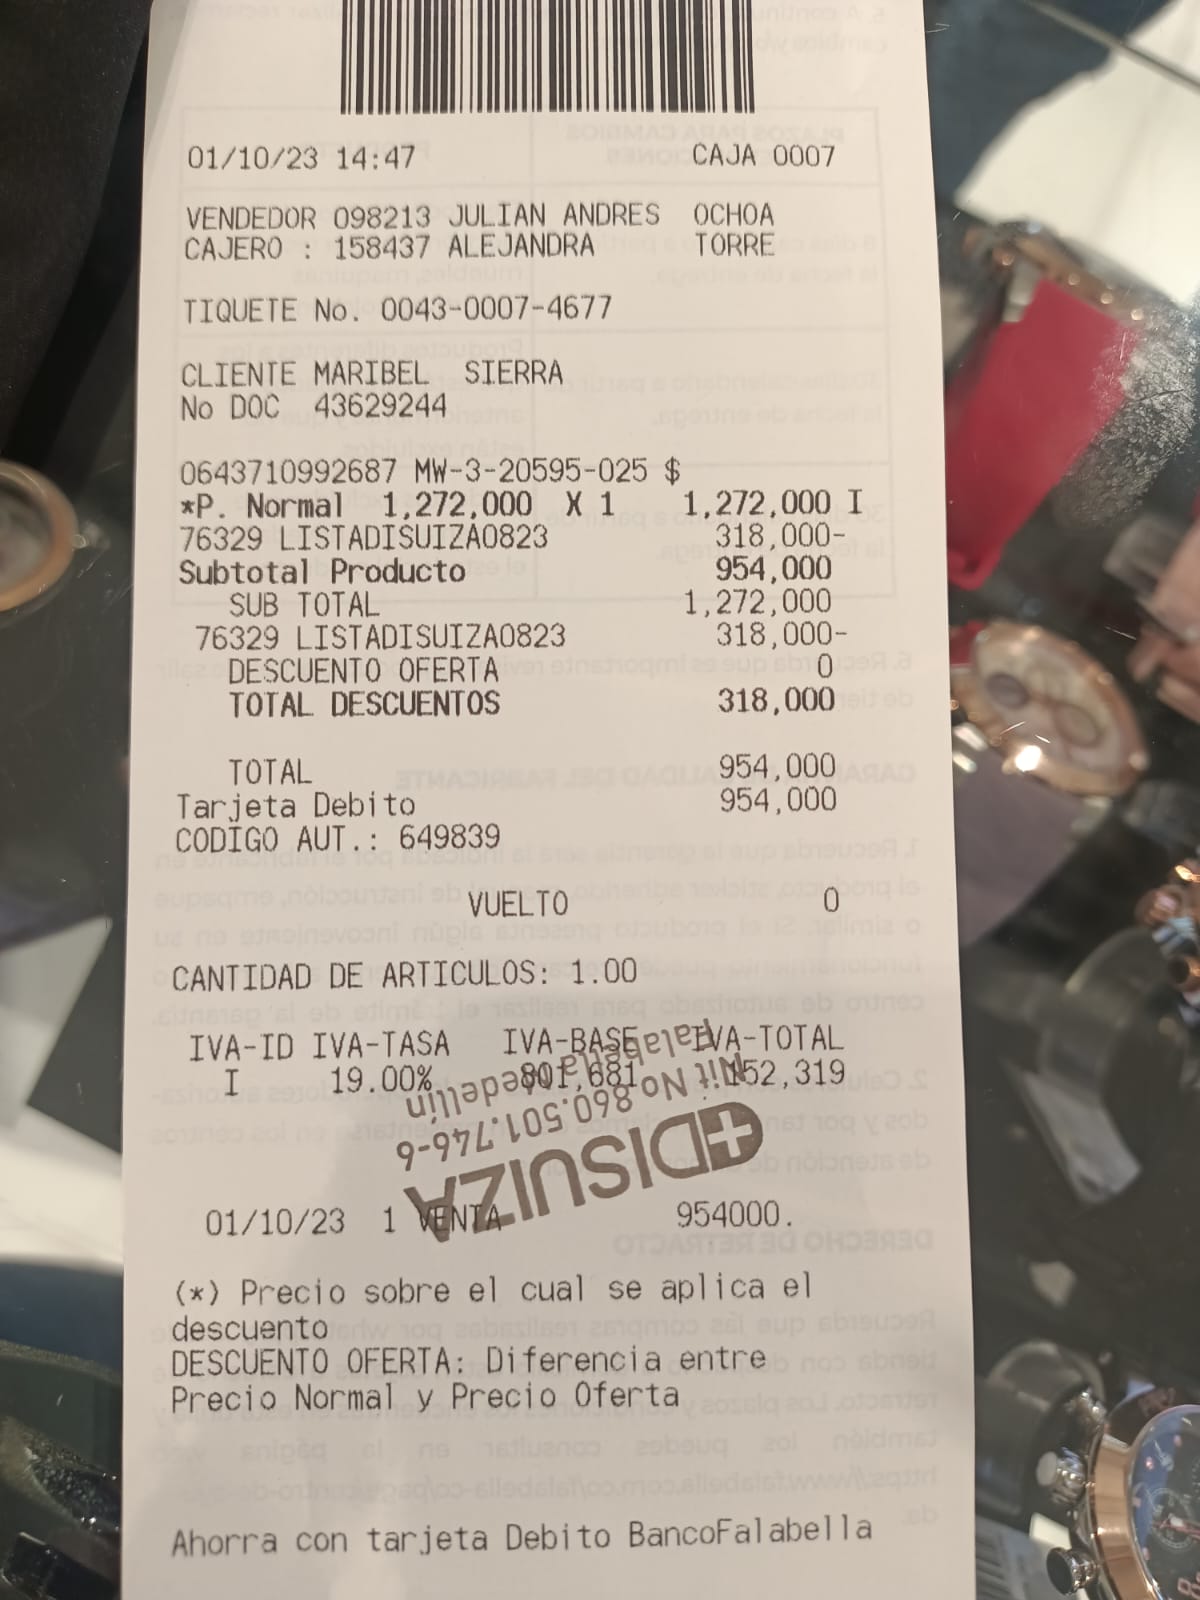 01/10/23 14:47 CAJA 0007
VENDEDOR 098213 JULIAN ANDRES OCHOA
CAJERO : 158437 ALEJANDRA TORRE
TIQUETE No. 0043-0007-4677
CLIENTE MARIBEL SIERRA
No DOC 43629244
0643710992687 MW-3-20595-025 $
*P. Normal 1,272,000 X 1 1,272,000 I
76329 LISTADISUIZA0823 318,000-
Subtotal Producto 954,000
SUB TOTAL 1,272,000
76329 LISTADISUIZA0823 318,000-
DESCUENTO OFERTA 0
TOTAL DESCUENTOS 318,000
TOTAL 954,000
Tarjeta Debito 954,000
CODIGO AUT.: 649839
VUELTO 0
CANTIDAD DE ARTICULOS: 1.00
IVA-ID IVA-TASA IVA-BASE IVA-TOTAL
I 19.00% 801,681 152,319
DISUIZA
Nit No 860.501.746-6
Falabella Medellín
01/10/23 1 VENTA 954000.
(*) Precio sobre el cual se aplica el
descuento
DESCUENTO OFERTA: Diferencia entre
Precio Normal y Precio Oferta
Ahorra con tarjeta Debito BancoFalabella